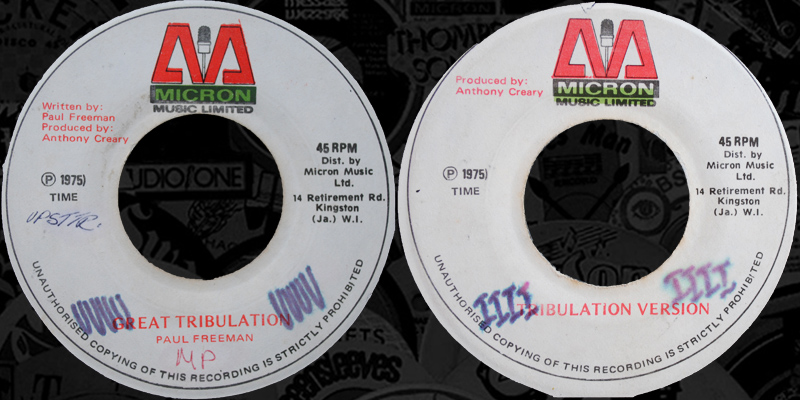 MICRON
MUSIC LIMITED
Written by:
Paul Freeman
Produced by:
Anthony Creary
45 RPM
Dist. by
Micron Music
Ltd.
14 Retirement Rd.
Kingston
(Ja.) W.I.
Ⓟ 1975)
TIME
GREAT TRIBULATION
PAUL FREEMAN
MP
UNAUTHORISED COPYING OF THIS RECORDING IS STRICTLY PROHIBITED
MICRON
MUSIC LIMITED
Produced by:
Anthony Creary
45 RPM
Dist. by
Micron Music
Ltd.
14 Retirement Rd.
Kingston
(Ja.) W.I.
Ⓟ 1975)
TIME
TRIBULATION VERSION
UNAUTHORISED COPYING OF THIS RECORDING IS STRICTLY PROHIBITED